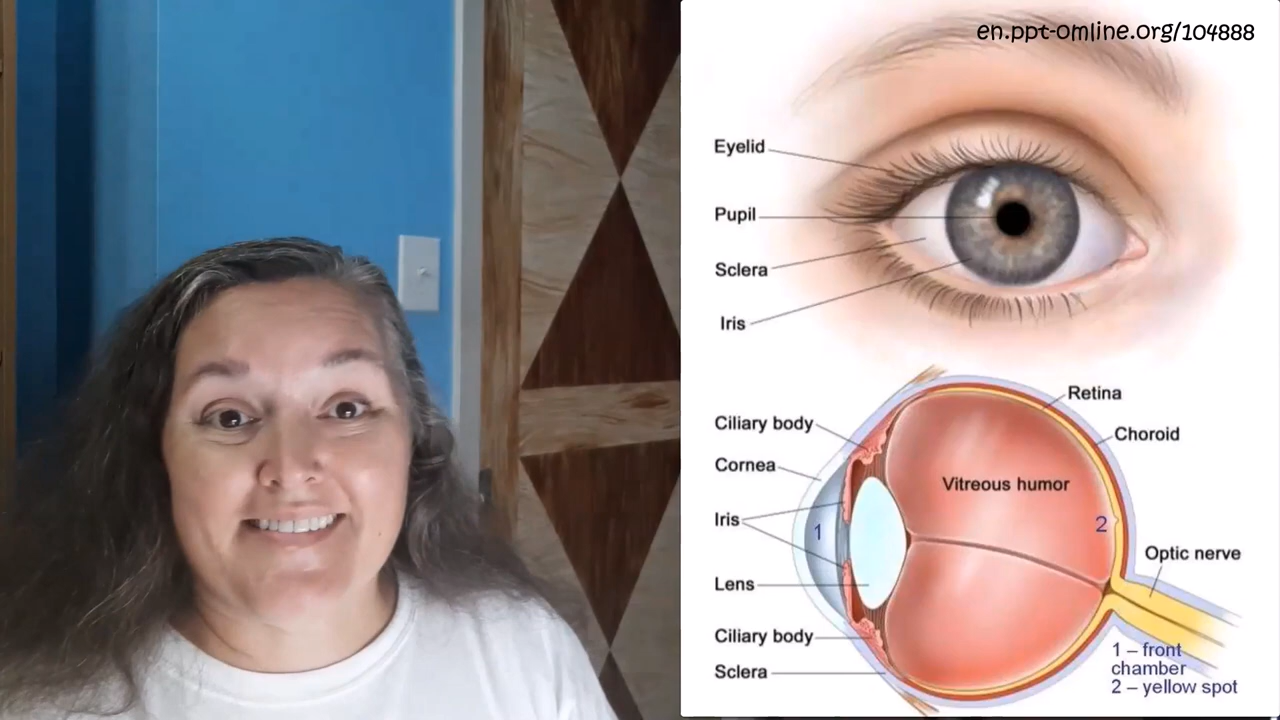 en.ppt-omline.org/104888
Eyelid
Pupil
Sclera
Iris
Retina
Ciliary body
Choroid
Cornea
Vitreous humor
Iris
1
2
Optic nerve
Lens
Ciliary body
1 – front
chamber
Sclera
2 – yellow spot